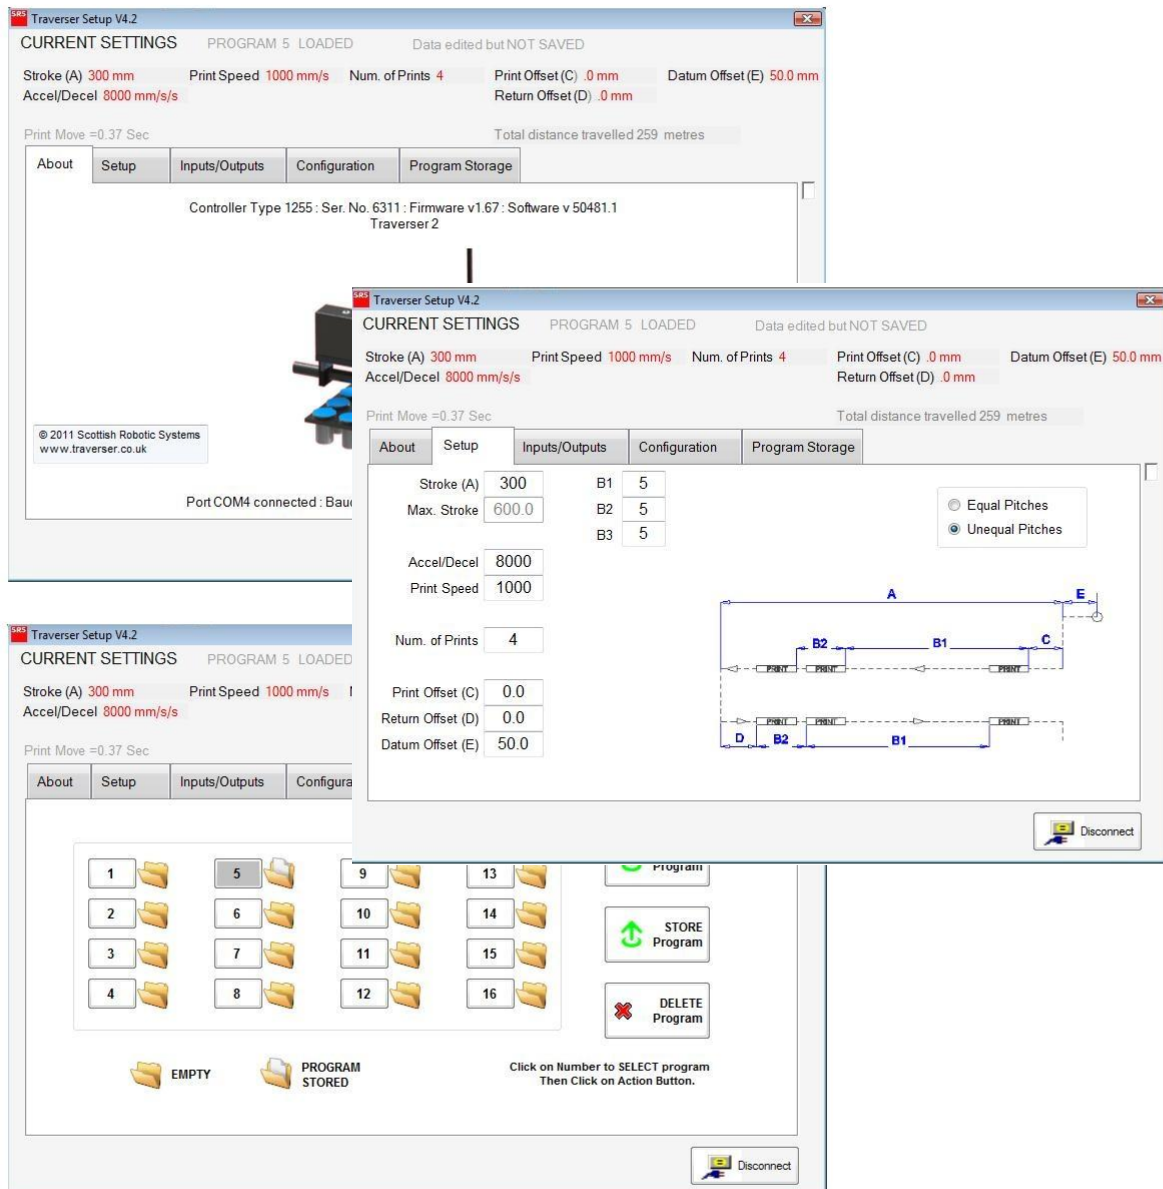 SRS Traverser Setup V4.2
CURRENT SETTINGS PROGRAM 5 LOADED Data edited but NOT SAVED
Stroke (A) 300 mm Print Speed 1000 mm/s Num. of Prints 4 Print Offset (C) .0 mm Datum Offset (E) 50.0 mm
Accel/Decel 8000 mm/s/s Return Offset (D) .0 mm
Print Move =0.37 Sec Total distance travelled 259 metres
About Setup Inputs/Outputs Configuration Program Storage
Controller Type 1255 : Ser. No. 6311 : Firmware v1.67 : Software v 50481.1
Traverser 2
© 2011 Scottish Robotic Systems
www.traverser.co.uk
Port COM4 connected : Bauc
SRS Traverser Setup V4.2
CURRENT SETTINGS PROGRAM 5 LOADED Data edited but NOT SAVED
Stroke (A) 300 mm Print Speed 1000 mm/s Num. of Prints 4 Print Offset (C) .0 mm Datum Offset (E) 50.0 mm
Accel/Decel 8000 mm/s/s Return Offset (D) .0 mm
Print Move =0.37 Sec Total distance travelled 259 metres
About Setup Inputs/Outputs Configuration Program Storage
Stroke (A) 300 B1 5
Max. Stroke 600.0 B2 5
B3 5
Equal Pitches
Unequal Pitches
Accel/Decel 8000
Print Speed 1000
Num. of Prints 4
Print Offset (C) 0.0
Return Offset (D) 0.0
Datum Offset (E) 50.0
A E
B2 B1 C
PRINT PRINT PRINT
PRINT PRINT PRINT
D B2 B1
Disconnect
SRS Traverser Setup V4.2
CURRENT SETTINGS PROGRAM 5 LOADED
Stroke (A) 300 mm Print Speed 1000 mm/s
Accel/Decel 8000 mm/s/s
Print Move =0.37 Sec
About Setup Inputs/Outputs Configura
1 5 9 13
2 6 10 14
3 7 11 15
4 8 12 16
Program
STORE
Program
DELETE
Program
EMPTY
PROGRAM
STORED
Click on Number to SELECT program
Then Click on Action Button.
Disconnect